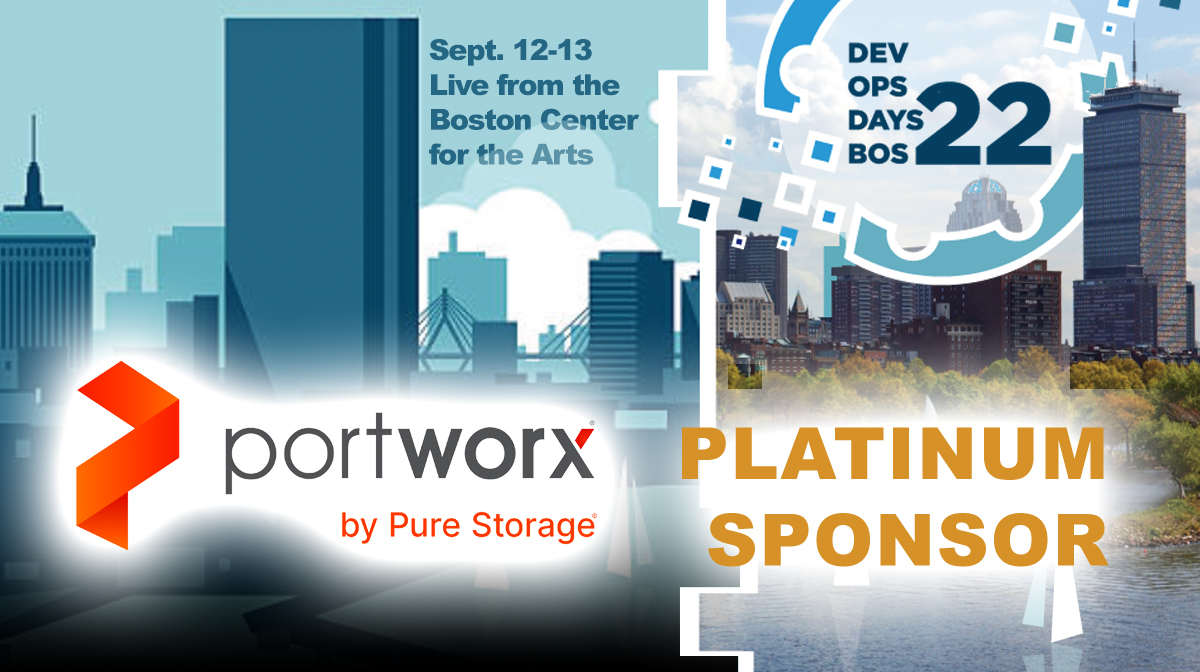 Sept. 12-13
Live from the
Boston Center
for the Arts
DEV
OPS
DAYS
BOS
22
portworx®
by Pure Storage®
PLATINUM
SPONSOR